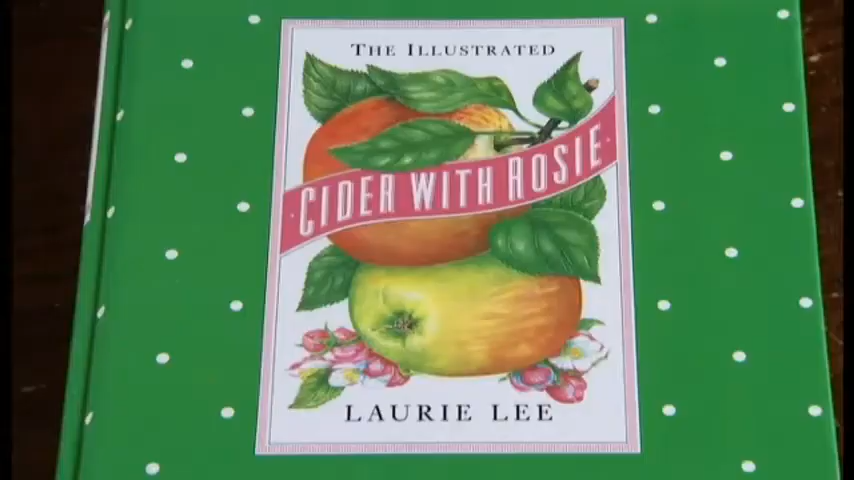 THE ILLUSTRATED
CIDER WITH ROSIE
LAURIE LEE